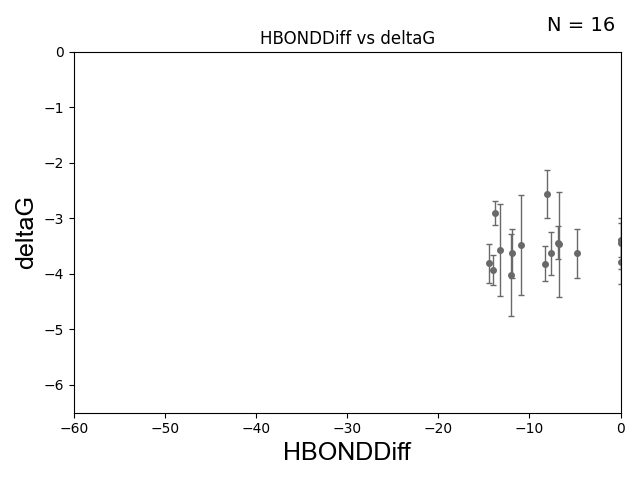 N = 16
HBONDDiff vs deltaG
0
−1
−2
−3
−4
−5
−6
deltaG
−60 −50 −40 −30 −20 −10 0
HBONDDiff